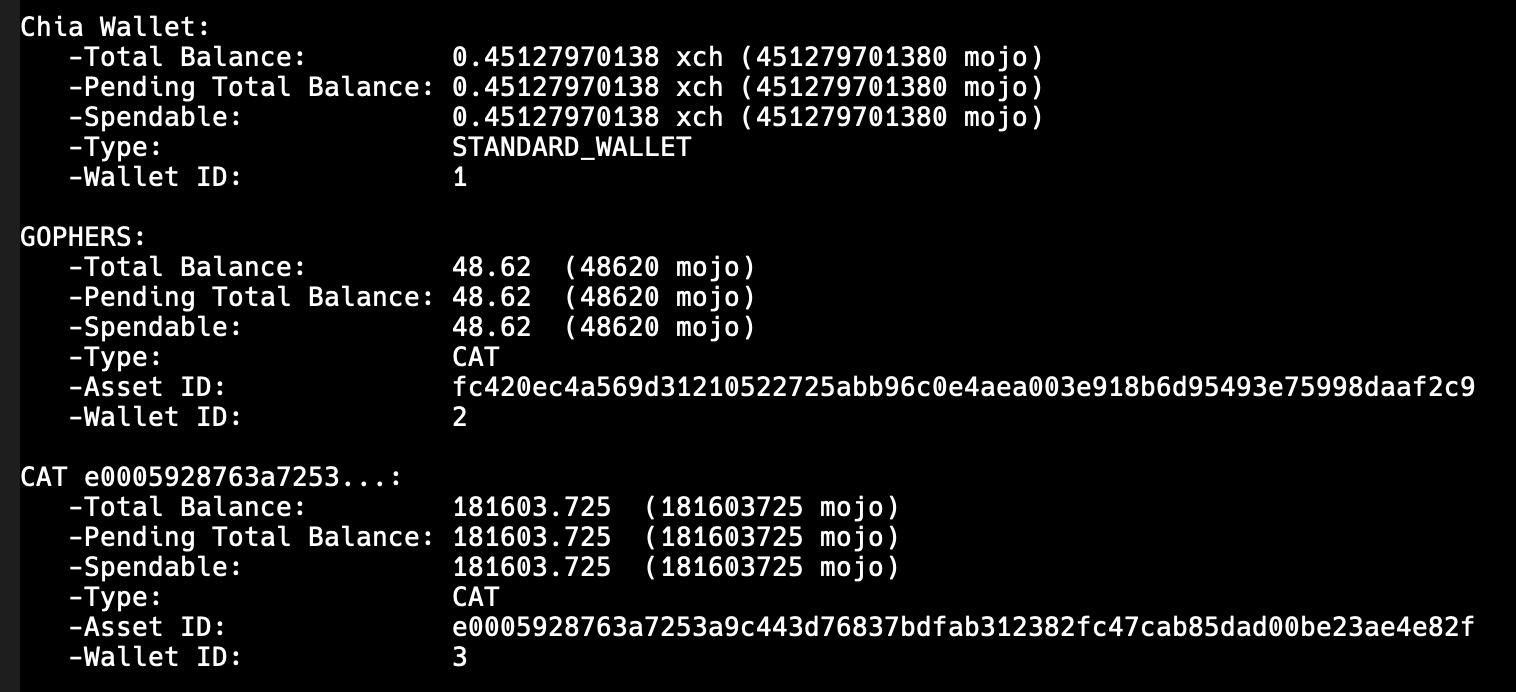 Chia Wallet:
   -Total Balance:         0.45127970138 xch (451279701380 mojo)
   -Pending Total Balance: 0.45127970138 xch (451279701380 mojo)
   -Spendable:             0.45127970138 xch (451279701380 mojo)
   -Type:                  STANDARD_WALLET
   -Wallet ID:             1

GOPHERS:
   -Total Balance:         48.62  (48620 mojo)
   -Pending Total Balance: 48.62  (48620 mojo)
   -Spendable:             48.62  (48620 mojo)
   -Type:                  CAT
   -Asset ID:              fc420ec4a569d31210522725abb96c0e4aea003e918b6d95493e75998daaf2c9
   -Wallet ID:             2

CAT e0005928763a7253...:
   -Total Balance:         181603.725  (181603725 mojo)
   -Pending Total Balance: 181603.725  (181603725 mojo)
   -Spendable:             181603.725  (181603725 mojo)
   -Type:                  CAT
   -Asset ID:              e0005928763a7253a9c443d76837bdfab312382fc47cab85dad00be23ae4e82f
   -Wallet ID:             3